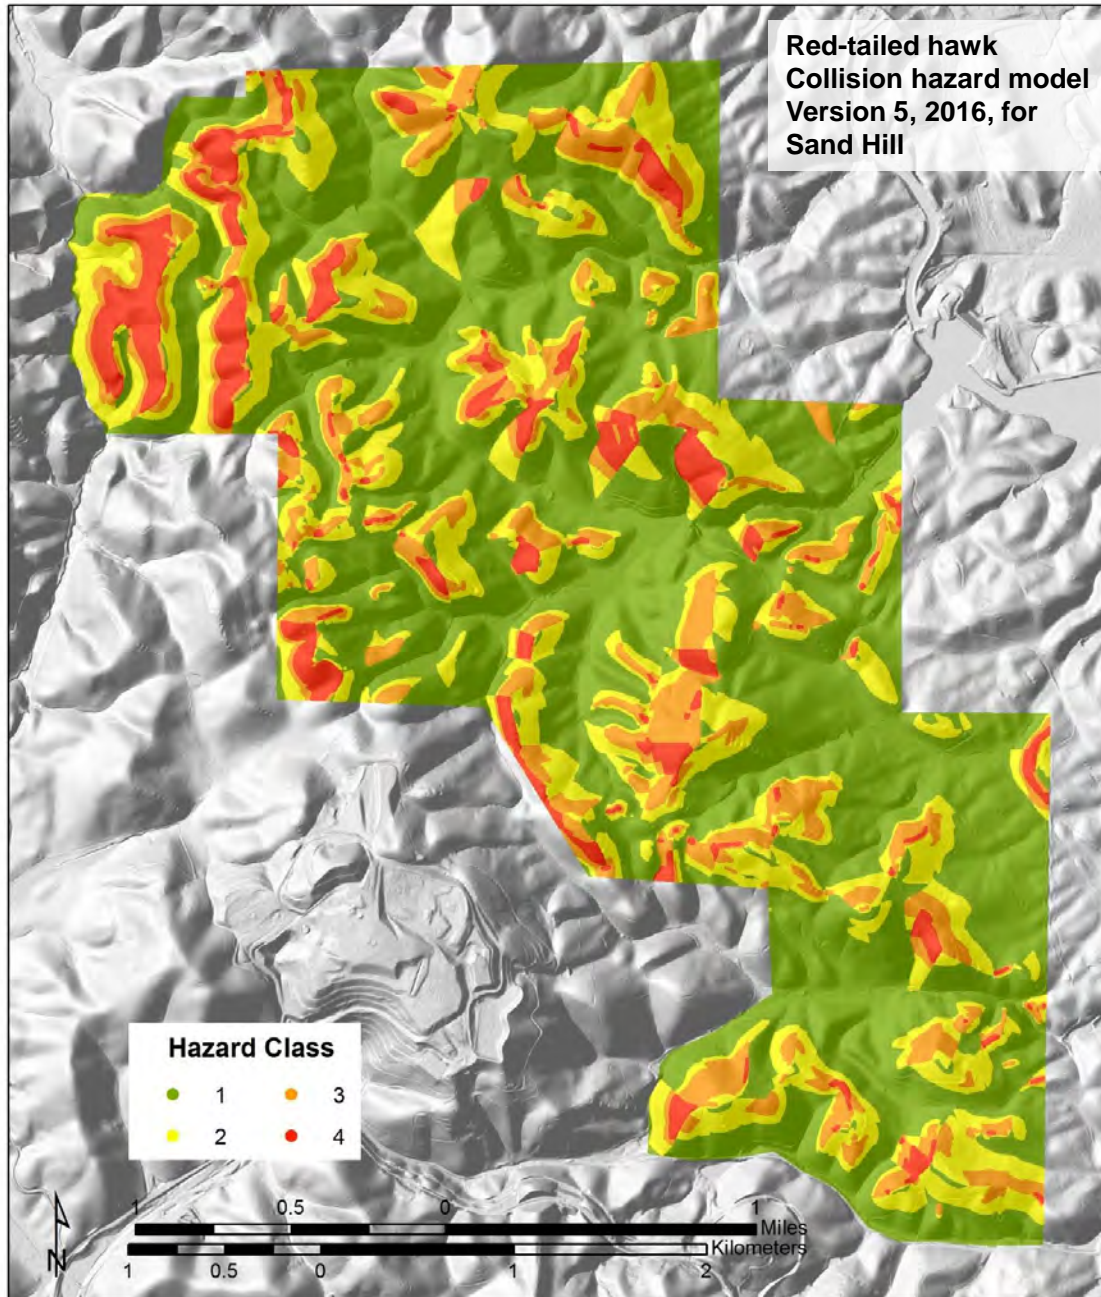 Red-tailed hawk
Collision hazard model
Version 5, 2016, for
Sand Hill
Hazard Class
1 3
2 4
1 0.5 0 1
Miles
Kilometers
1 0.5 0 1 2
N